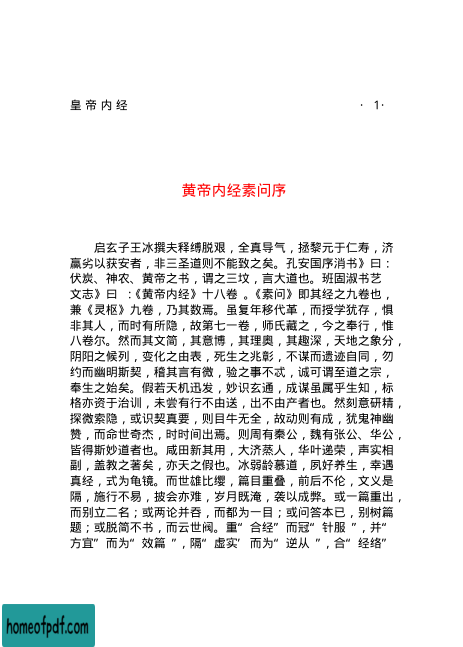 皇帝内经
· 1·
黄帝内经素问序
启玄子王冰撰夫释缚脱艰，全真导气，拯黎元于仁寿，济
羸劣以获安者，非三圣道则不能致之矣。孔安国序消书》曰：
伏炭、神农、黄帝之书，谓之三坟，言大道也。班固淑书艺
文志》曰 :《黄帝内经》十八卷 。《素问》即其经之九卷也，
兼《灵枢》九卷，乃其数焉。虽复年移代革，而授学犹存，惧
非其人，而时有所隐，故第七一卷，师氏藏之，今之奉行，惟
八卷尔。然而其文简，其意博，其理奥，其趣深，天地之象分，
阴阳之候列，变化之由表，死生之兆彰，不谋而遗迹自同，勿
约而幽明斯契，稽其言有微，验之事不忒，诚可谓至道之宗，
奉生之始矣。假若天机迅发，妙识玄通，成谋虽属乎生知，标
格亦资于治训，未尝有行不由送，出不由产者也。然刻意研精，
探微索隐，或识契真要，则目牛无全，故动则有成，犹鬼神幽
赞，而命世奇杰，时时间出焉。则周有秦公，魏有张公、华公，
皆得斯妙道者也。咸田新其用，大济蒸人，华叶递荣，声实相
副，盖敩之著矣，亦天之假也。冰弱龄慕道，夙好养生，幸遇
真经，式为龟镜。而世雄比缨，篇目重叠，前后不伦，文义是
隔，施行不易，披会亦难，岁月既淹，袭以成弊。或一篇重出，
而别立二名；或两论并吞，而都为一目；或问答本已，别树篇
题；或脱简不书，而云世阀。重“合经”而冠“针服 ”，并“
方宜”而为“效篇 ”，隔“虚实’而为“逆从 ”，合“经络”
homeofpdf.com